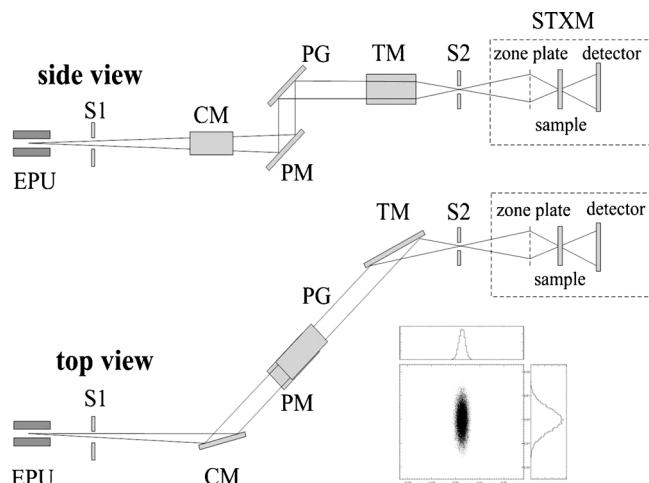 STXM
PG
TM
S2
zone plate
detector
side view
S1
CM
sample
PM
EPU
TM
S2
zone plate
detector
sample
PG
top view
S1
PM
EPU
CM